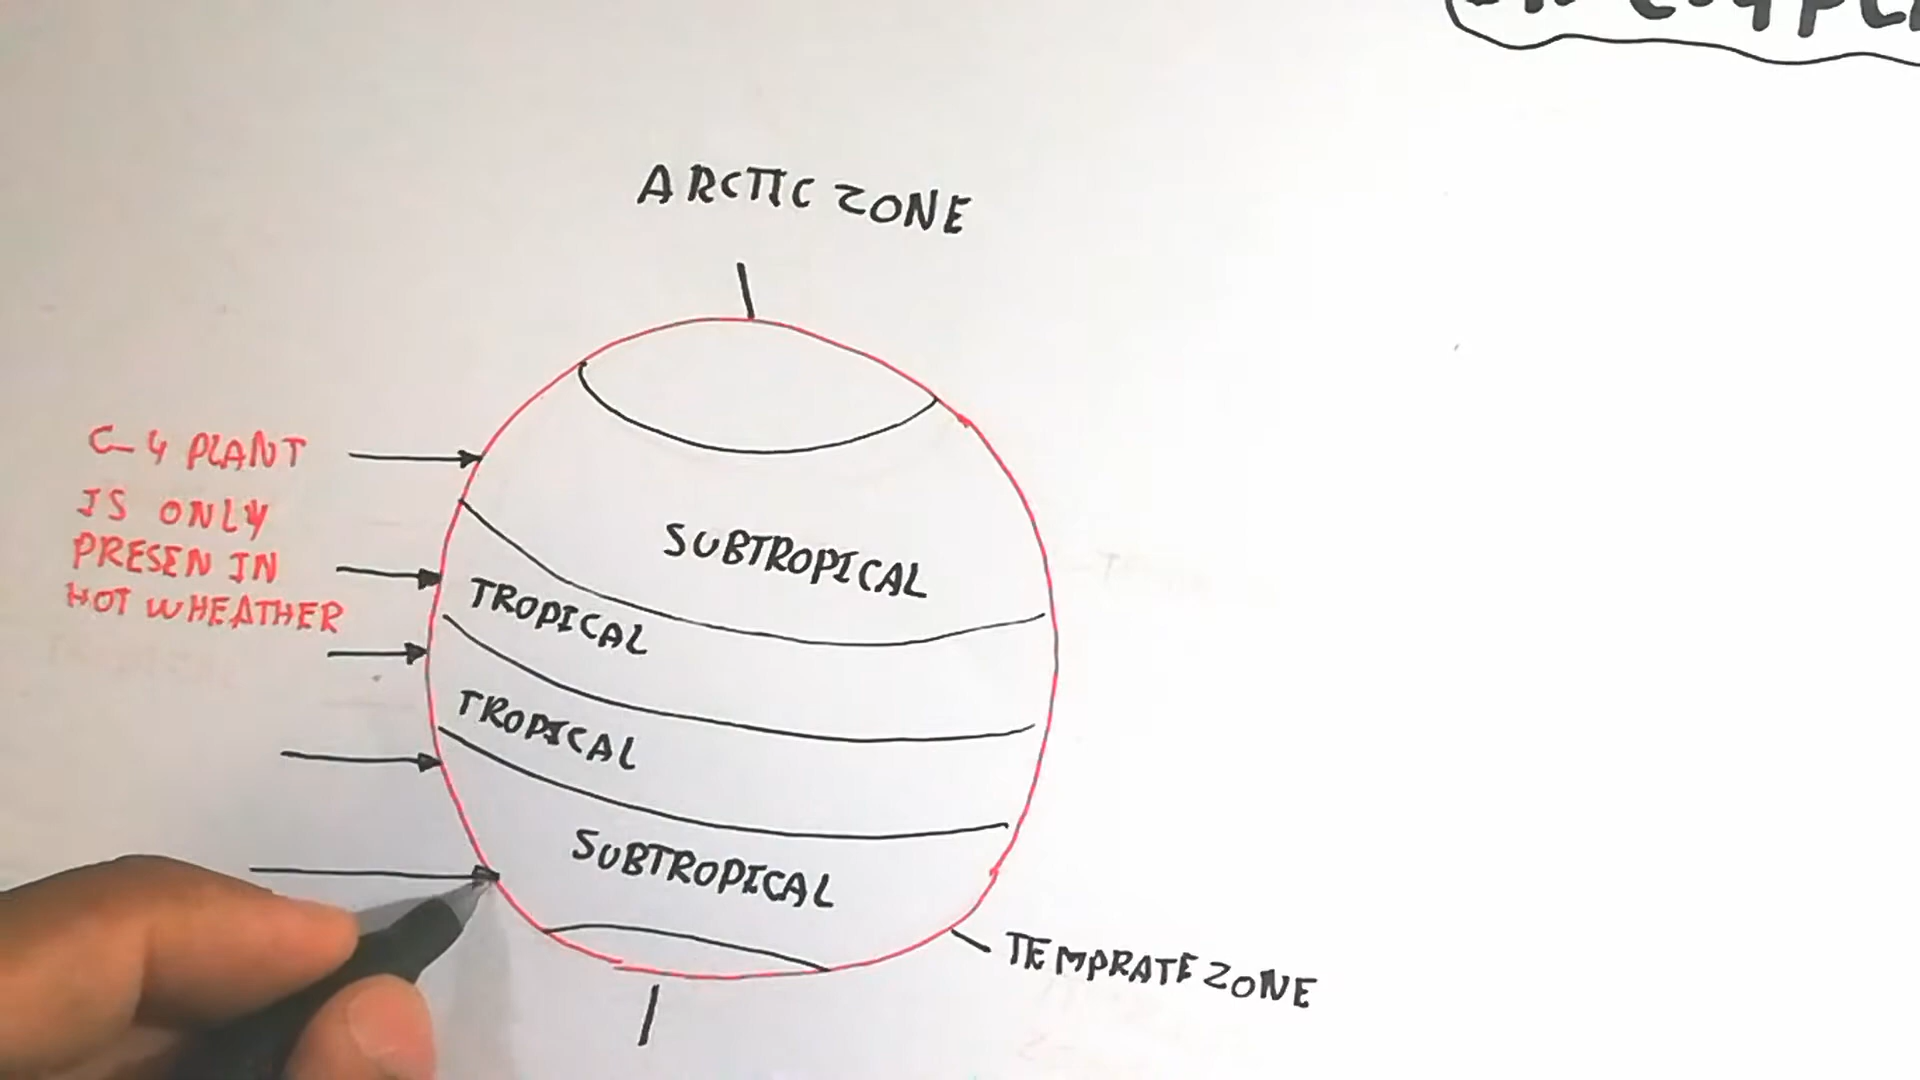 ARCTIC ZONE
C-4 PLANT
IS ONLY
PRESEN IN
HOT WHEATHER
SUBTROPICAL
TROPICAL
TROPICAL
SUBTROPICAL
TEMPRATE ZONE